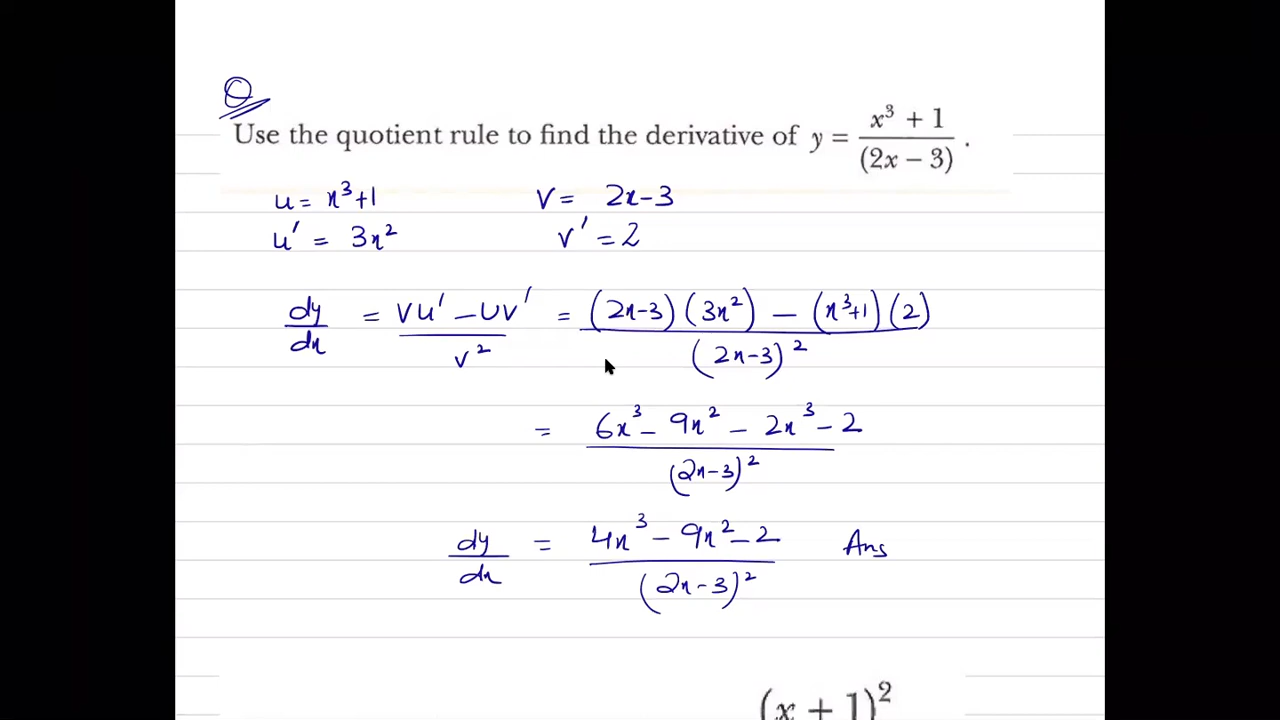 Q
Use the quotient rule to find the derivative of y = (x³ + 1)/(2x − 3) .
u = x³+1 v = 2x-3
u' = 3x² v' = 2
dy/dx = (vu' - uv')/v² = ((2x-3)(3x²) - (x³+1)(2))/(2x-3)²
= (6x³ - 9x² - 2x³ - 2)/(2x-3)²
dy/dx = (4x³ - 9x² - 2)/(2x-3)² Ans
(x + 1)²